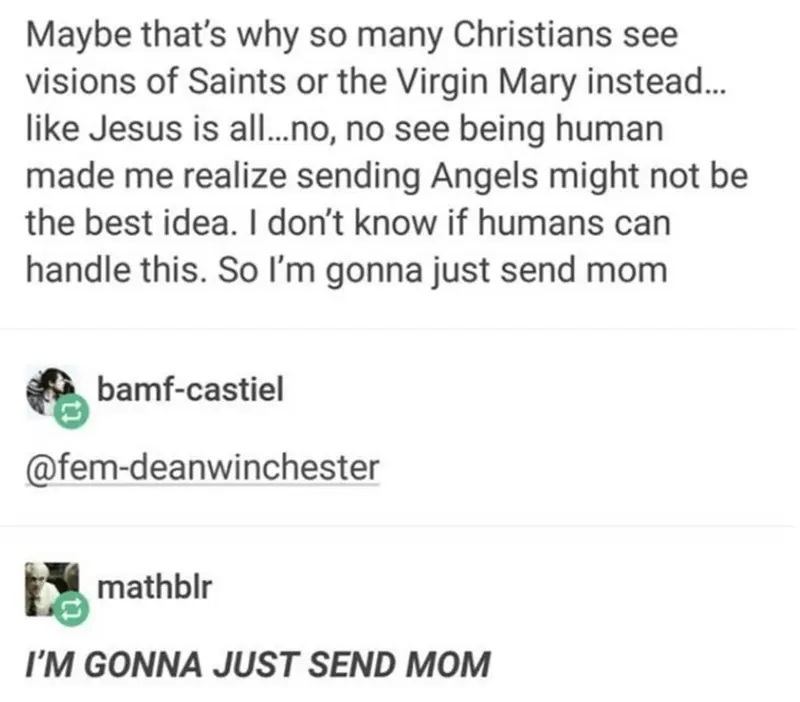 Maybe that's why so many Christians see
visions of Saints or the Virgin Mary instead...
like Jesus is all...no, no see being human
made me realize sending Angels might not be
the best idea. I don't know if humans can
handle this. So I'm gonna just send mom
bamf-castiel
@fem-deanwinchester
mathblr
I'M GONNA JUST SEND MOM